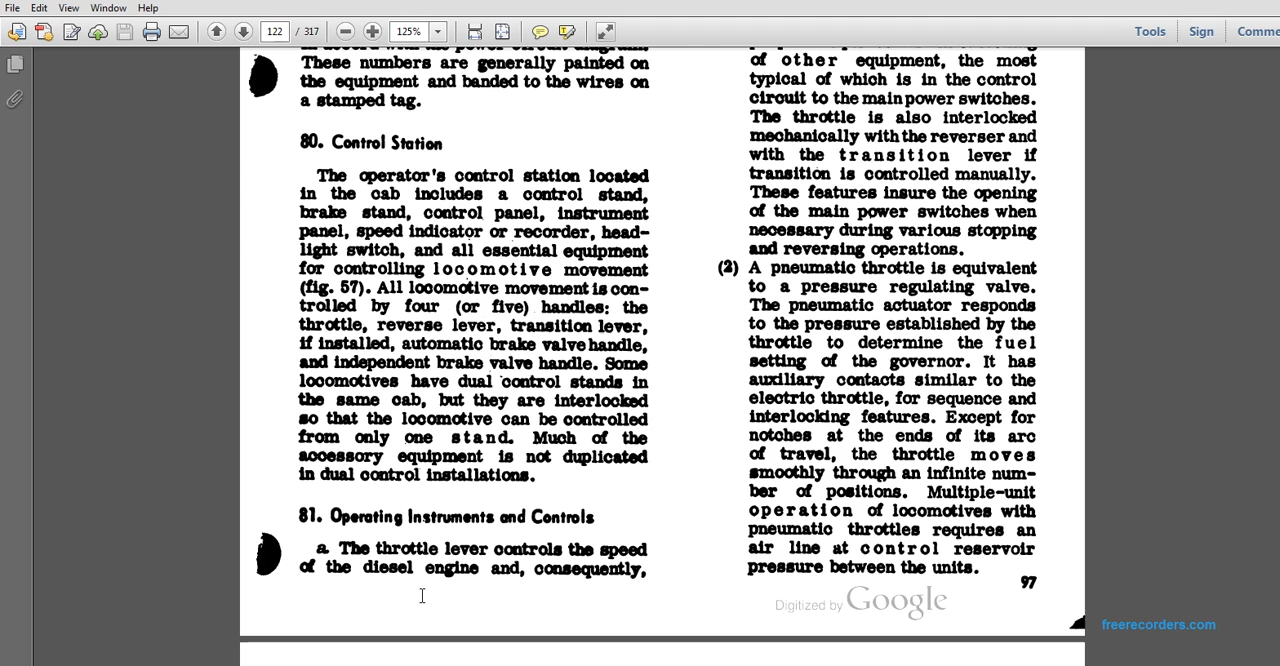 File Edit View Window Help
122 / 317 125% Tools Sign Comme
in accord with the power circuit diagram.
These numbers are generally painted on
the equipment and banded to the wires on
a stamped tag.
80. Control Station
The operator's control station located
in the cab includes a control stand,
brake stand, control panel, instrument
panel, speed indicator or recorder, head-
light switch, and all essential equipment
for controlling locomotive movement
(fig. 57). All locomotive movement is con-
trolled by four (or five) handles: the
throttle, reverse lever, transition lever,
if installed, automatic brake valve handle,
and independent brake valve handle. Some
locomotives have dual control stands in
the same cab, but they are interlocked
so that the locomotive can be controlled
from only one stand. Much of the
accessory equipment is not duplicated
in dual control installations.
81. Operating Instruments and Controls
a. The throttle lever controls the speed
of the diesel engine and, consequently,
of other equipment, the most
typical of which is in the control
circuit to the main power switches.
The throttle is also interlocked
mechanically with the reverser and
with the transition lever if
transition is controlled manually.
These features insure the opening
of the main power switches when
necessary during various stopping
and reversing operations.
(2) A pneumatic throttle is equivalent
to a pressure regulating valve.
The pneumatic actuator responds
to the pressure established by the
throttle to determine the fuel
setting of the governor. It has
auxiliary contacts similar to the
electric throttle, for sequence and
interlocking features. Except for
notches at the ends of its arc
of travel, the throttle moves
smoothly through an infinite num-
ber of positions. Multiple-unit
operation of locomotives with
pneumatic throttles requires an
air line at control reservoir
pressure between the units.
97
Digitized by Google
freerecorders.com